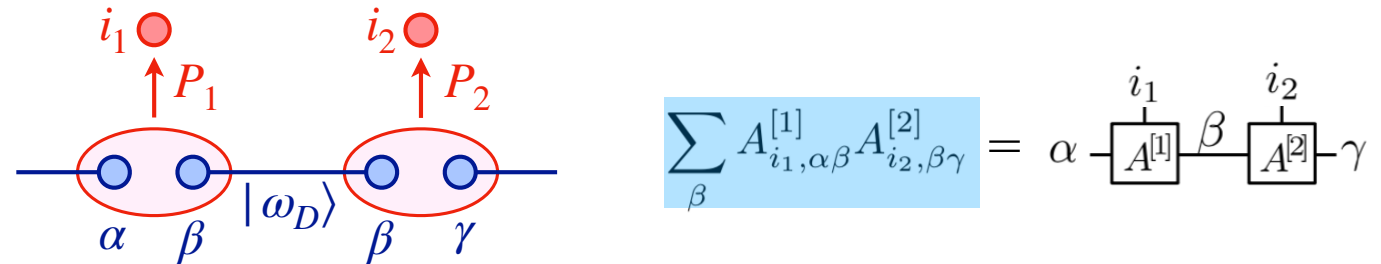 i₁ i₂
P₁ P₂
α β |ω_D⟩ β γ
∑_β A^{[1]}_{i₁,αβ} A^{[2]}_{i₂,βγ} =
i₁ i₂
α A^{[1]} β A^{[2]} γ